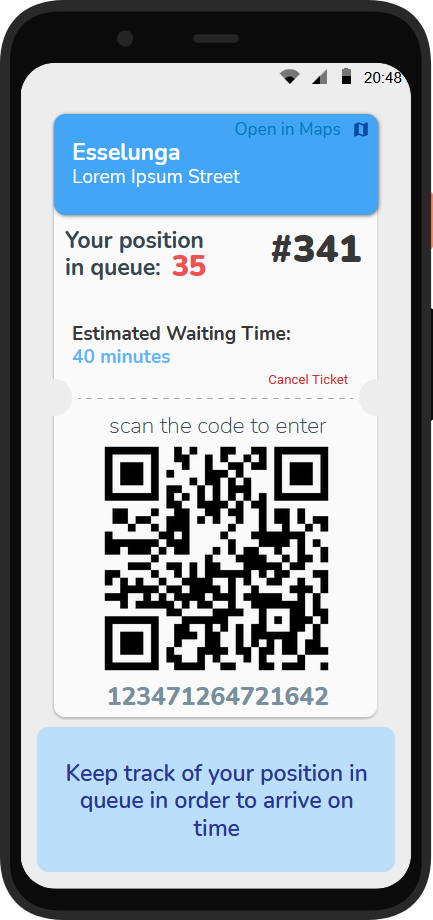 20:48
Open in Maps
Esselunga
Lorem Ipsum Street
Your position
in queue: 35
#341
Estimated Waiting Time:
40 minutes
Cancel Ticket
scan the code to enter
123471264721642
Keep track of your position in
queue in order to arrive on
time